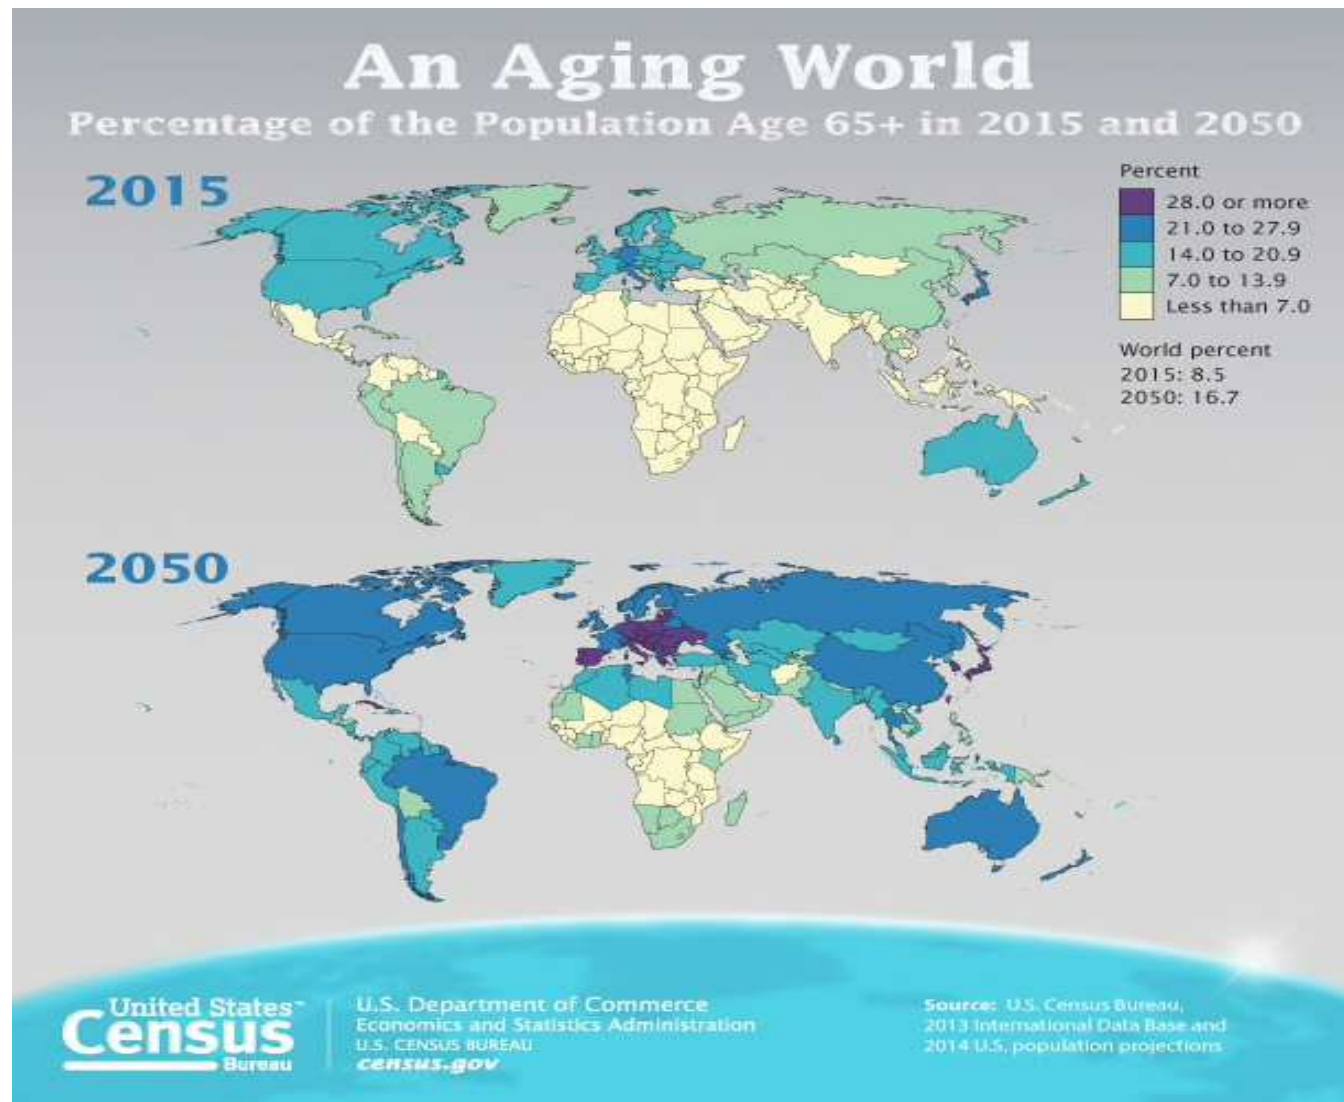 An Aging World
Percentage of the Population Age 65+ in 2015 and 2050
2015
Percent
28.0 or more
21.0 to 27.9
14.0 to 20.9
7.0 to 13.9
Less than 7.0
World percent
2015: 8.5
2050: 16.7
2050
United States™
Census
Bureau
U.S. Department of Commerce
Economics and Statistics Administration
U.S. CENSUS BUREAU
census.gov
Source: U.S. Census Bureau,
2013 International Data Base and
2014 U.S. population projections